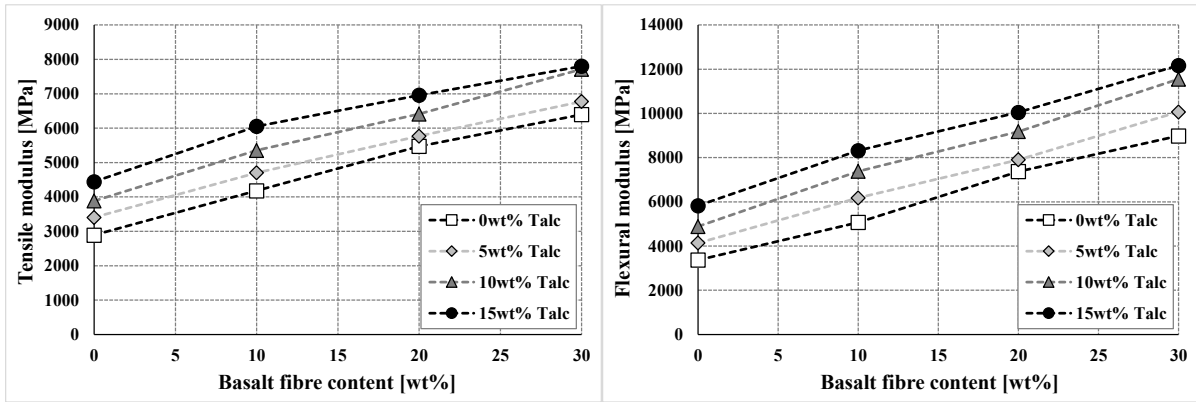 Tensile modulus [MPa]
9000
8000
7000
6000
5000
4000
3000
2000
1000
0
0wt% Talc
5wt% Talc
10wt% Talc
15wt% Talc
0 5 10 15 20 25 30
Basalt fibre content [wt%]
Flexural modulus [MPa]
14000
12000
10000
8000
6000
4000
2000
0
0wt% Talc
5wt% Talc
10wt% Talc
15wt% Talc
0 5 10 15 20 25 30
Basalt fibre content [wt%]